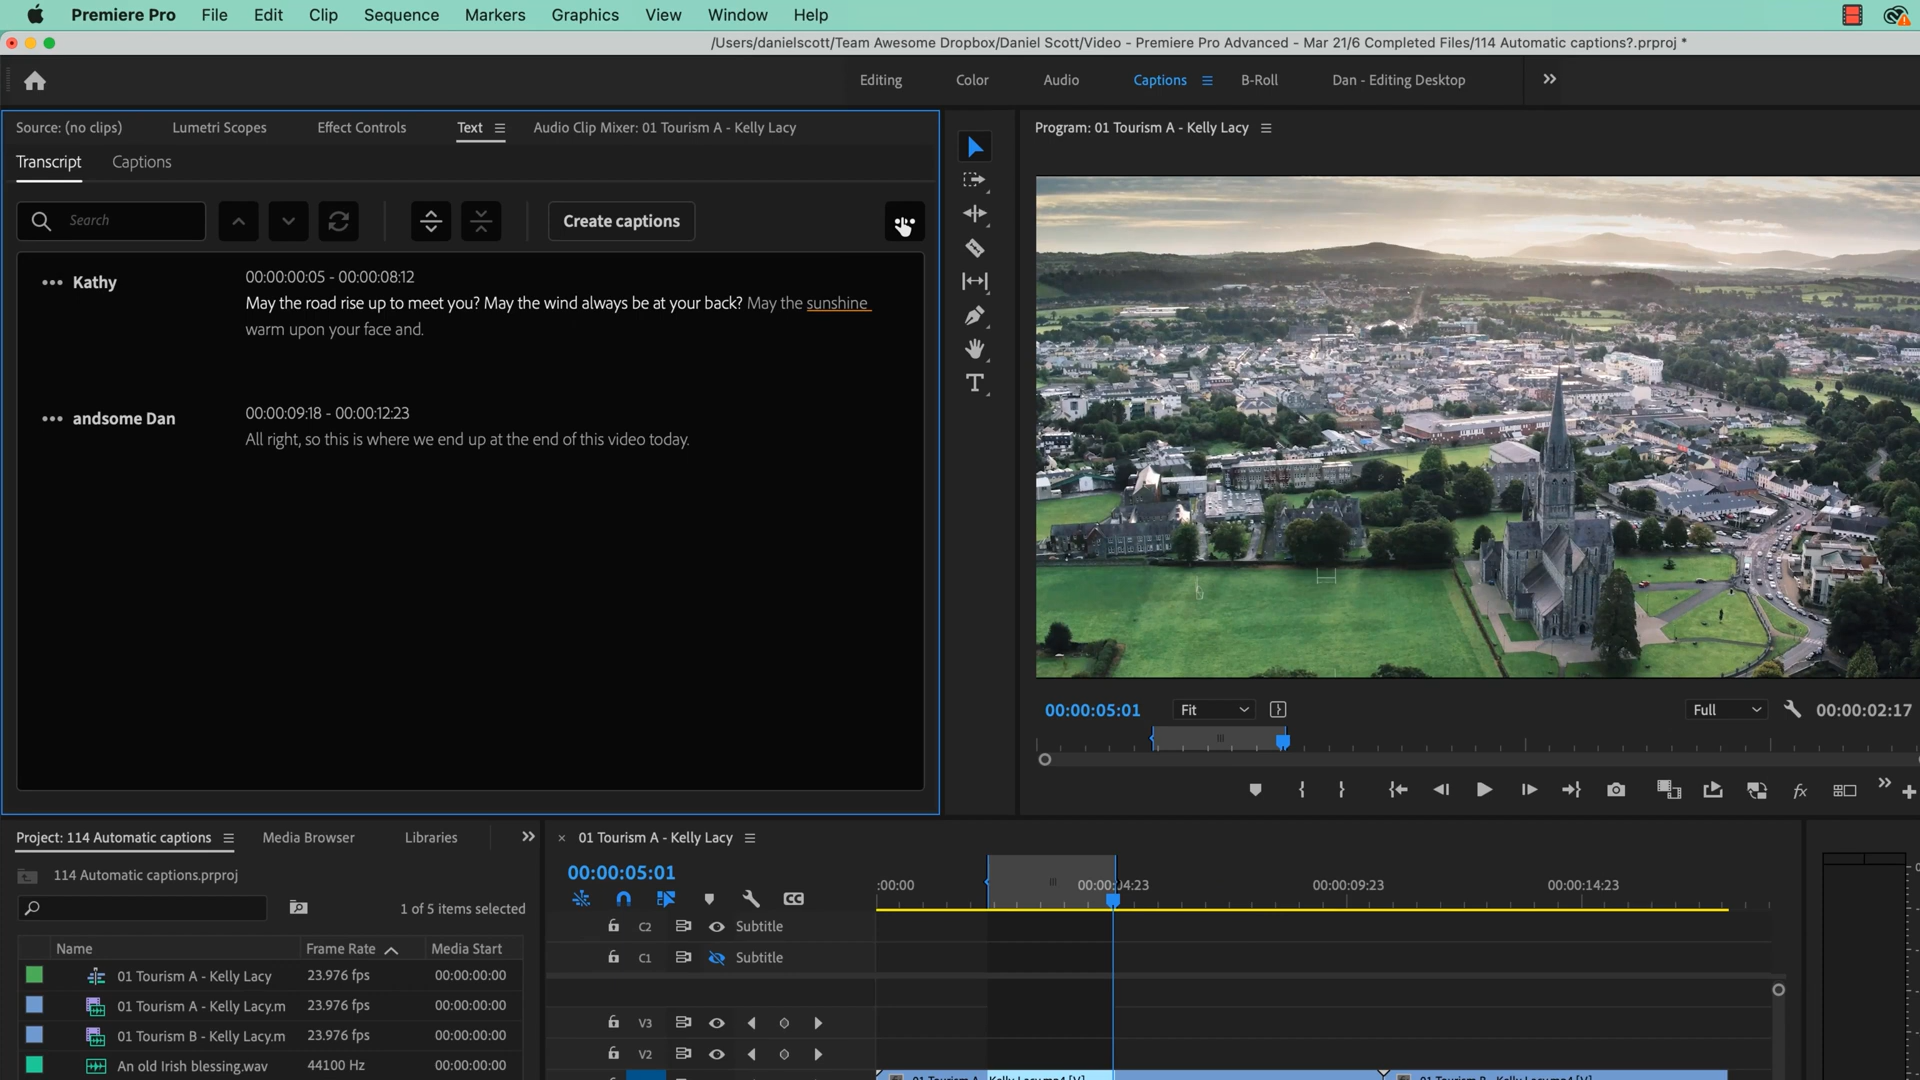 Premiere Pro File Edit Clip Sequence Markers Graphics View Window Help
/Users/danielscott/Team Awesome Dropbox/Daniel Scott/Video - Premiere Pro Advanced - Mar 21/6 Completed Files/114 Automatic captions?.prproj *
Editing Color Audio Captions B-Roll Dan - Editing Desktop
Source: (no clips) Lumetri Scopes Effect Controls Text Audio Clip Mixer: 01 Tourism A - Kelly Lacy
Program: 01 Tourism A - Kelly Lacy
Transcript Captions
Search Create captions
Kathy 00:00:00:05 - 00:00:08:12
May the road rise up to meet you? May the wind always be at your back? May the sunshine
warm upon your face and.
andsome Dan 00:00:09:18 - 00:00:12:23
All right, so this is where we end up at the end of this video today.
00:00:05:01 Fit Full 00:00:02:17
Project: 114 Automatic captions Media Browser Libraries
114 Automatic captions.prproj
1 of 5 items selected
Name Frame Rate Media Start
01 Tourism A - Kelly Lacy 23.976 fps 00:00:00:00
01 Tourism A - Kelly Lacy.m 23.976 fps 00:00:00:00
01 Tourism B - Kelly Lacy.m 23.976 fps 00:00:00:00
An old Irish blessing.wav 44100 Hz 00:00:00:00
× 01 Tourism A - Kelly Lacy
00:00:05:01
CC
:00:00 00:00:04:23 00:00:09:23 00:00:14:23
C2 Subtitle
C1 Subtitle
V3
V2